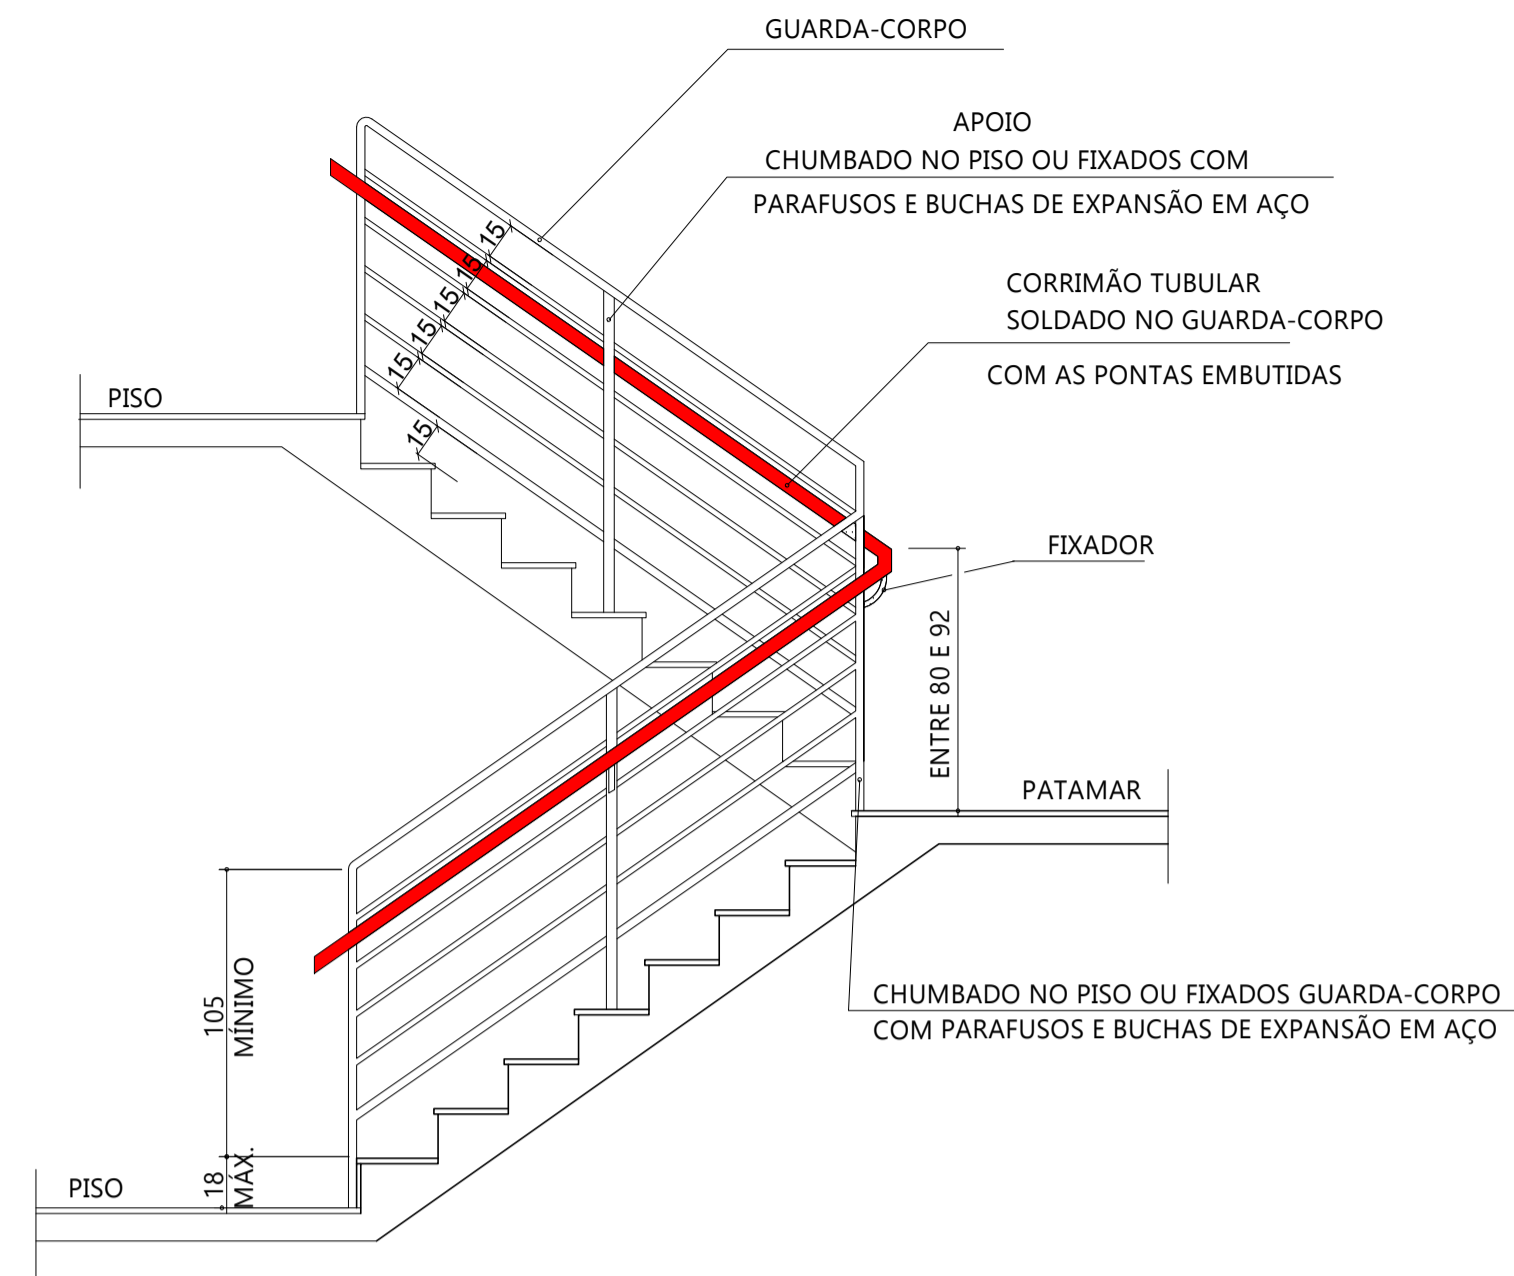 GUARDA-CORPO
APOIO
CHUMBADO NO PISO OU FIXADOS COM
PARAFUSOS E BUCHAS DE EXPANSÃO EM AÇO
CORRIMÃO TUBULAR
SOLDADO NO GUARDA-CORPO
COM AS PONTAS EMBUTIDAS
15
15
15
15
15
15
PISO
FIXADOR
ENTRE 80 E 92
PATAMAR
CHUMBADO NO PISO OU FIXADOS GUARDA-CORPO
COM PARAFUSOS E BUCHAS DE EXPANSÃO EM AÇO
105
MÍNIMO
18
MÁX.
PISO